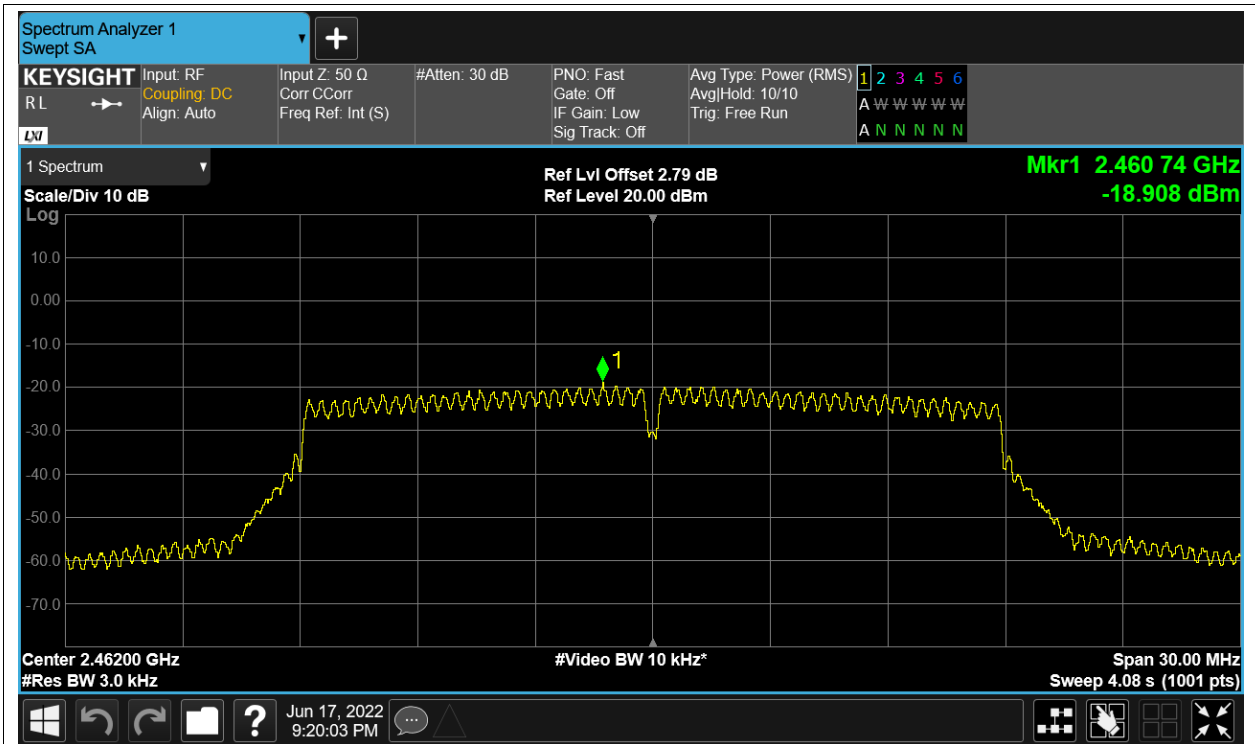 Spectrum Analyzer 1
Swept SA
KEYSIGHT
R L
LXI
Input: RF
Coupling: DC
Align: Auto
Input Z: 50 Ω
Corr CCorr
Freq Ref: Int (S)
#Atten: 30 dB
PNO: Fast
Gate: Off
IF Gain: Low
Sig Track: Off
Avg Type: Power (RMS)
Avg|Hold: 10/10
Trig: Free Run
1 2 3 4 5 6
A W W W W W
A N N N N N
1 Spectrum
Scale/Div 10 dB
Log
Ref Lvl Offset 2.79 dB
Ref Level 20.00 dBm
Mkr1 2.460 74 GHz
-18.908 dBm
10.0
0.00
-10.0
1
-20.0
-30.0
-40.0
-50.0
-60.0
-70.0
Center 2.46200 GHz
#Res BW 3.0 kHz
#Video BW 10 kHz*
Span 30.00 MHz
Sweep 4.08 s (1001 pts)
?
Jun 17, 2022
9:20:03 PM